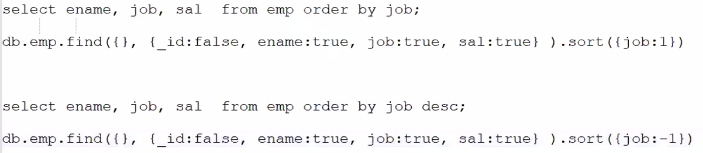 select ename, job, sal  from emp order by job;
db.emp.find({}, {_id:false, ename:true, job:true, sal:true} ).sort({job:1})
select ename, job, sal  from emp order by job desc;
db.emp.find({}, {_id:false, ename:true, job:true, sal:true} ).sort({job:-1})